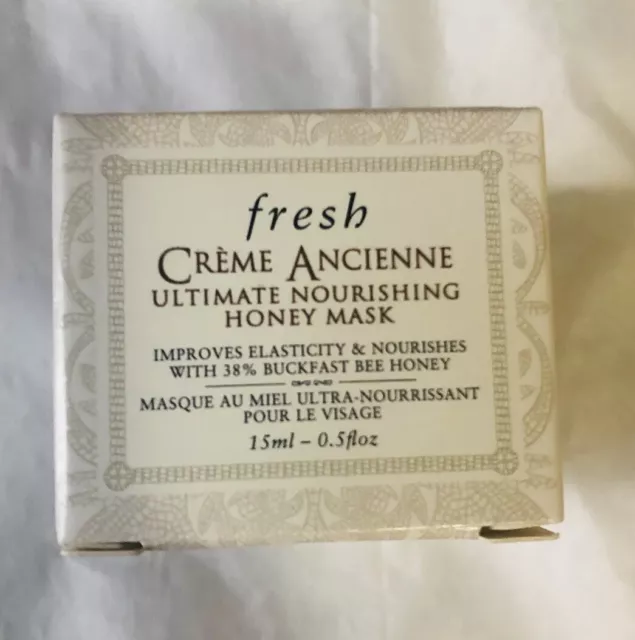 fresh
CRÈME ANCIENNE
ULTIMATE NOURISHING
HONEY MASK
IMPROVES ELASTICITY & NOURISHES
WITH 38% BUCKFAST BEE HONEY
MASQUE AU MIEL ULTRA-NOURRISSANT
POUR LE VISAGE
15ml – 0.5floz